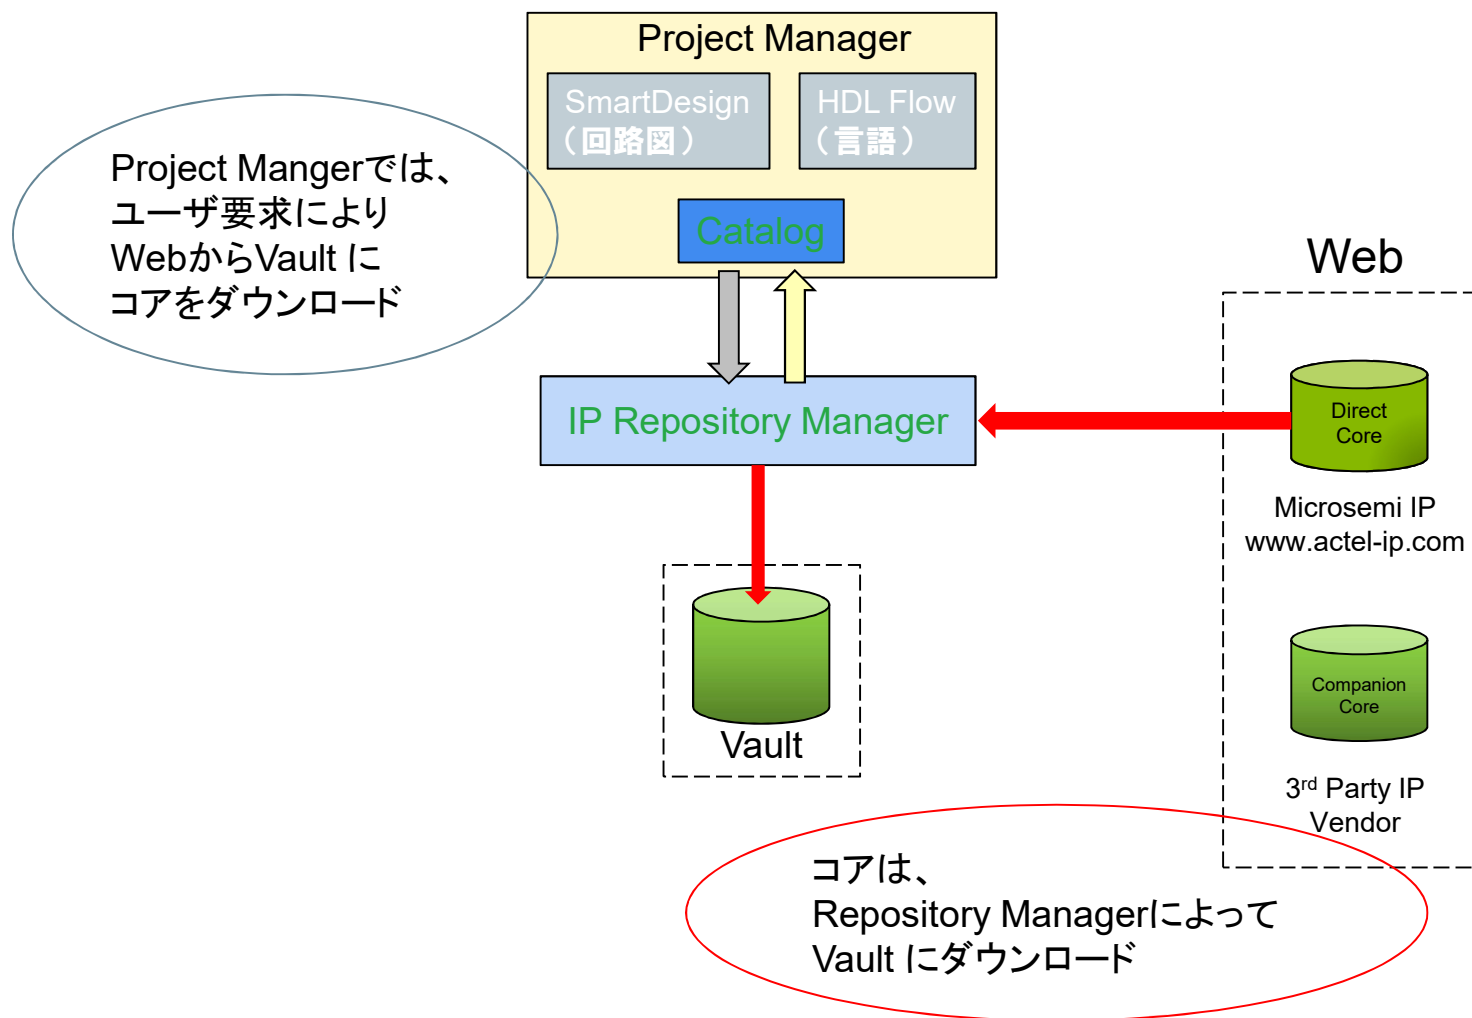 Project Manager
SmartDesign
（回路図）
HDL Flow
（言語）
Catalog
Project Mangerでは、
ユーザ要求により
WebからVault に
コアをダウンロード
Web
IP Repository Manager
Direct
Core
Microsemi IP
www.actel-ip.com
Companion
Core
3rd Party IP
Vendor
Vault
コアは、
Repository Managerによって
Vault にダウンロード